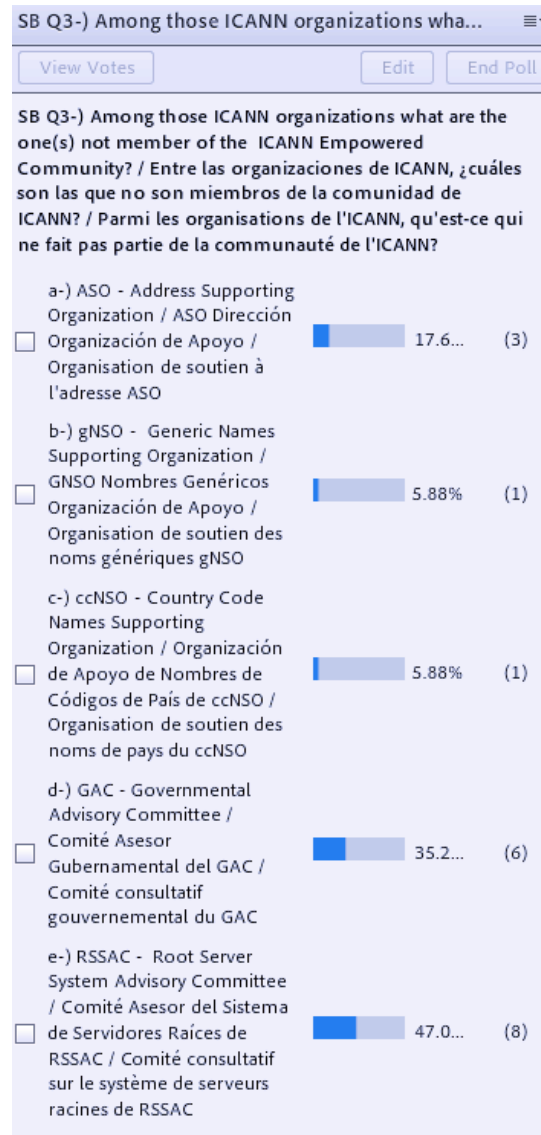 SB Q3-) Among those ICANN organizations wha...
View Votes
Edit
End Poll
SB Q3-) Among those ICANN organizations what are the
one(s) not member of the  ICANN Empowered
Community? / Entre las organizaciones de ICANN, ¿cuáles
son las que no son miembros de la comunidad de
ICANN? / Parmi les organisations de l'ICANN, qu'est-ce qui
ne fait pas partie de la communauté de l'ICANN?
a-) ASO - Address Supporting
Organization / ASO Dirección
Organización de Apoyo /
Organisation de soutien à
l'adresse ASO
17.6... (3)
b-) gNSO -  Generic Names
Supporting Organization /
GNSO Nombres Genéricos
Organización de Apoyo /
Organisation de soutien des
noms génériques gNSO
5.88% (1)
c-) ccNSO - Country Code
Names Supporting
Organization / Organización
de Apoyo de Nombres de
Códigos de País de ccNSO /
Organisation de soutien des
noms de pays du ccNSO
5.88% (1)
d-) GAC - Governmental
Advisory Committee /
Comité Asesor
Gubernamental del GAC /
Comité consultatif
gouvernemental du GAC
35.2... (6)
e-) RSSAC -  Root Server
System Advisory Committee
/ Comité Asesor del Sistema
de Servidores Raíces de
RSSAC / Comité consultatif
sur le système de serveurs
racines de RSSAC
47.0... (8)